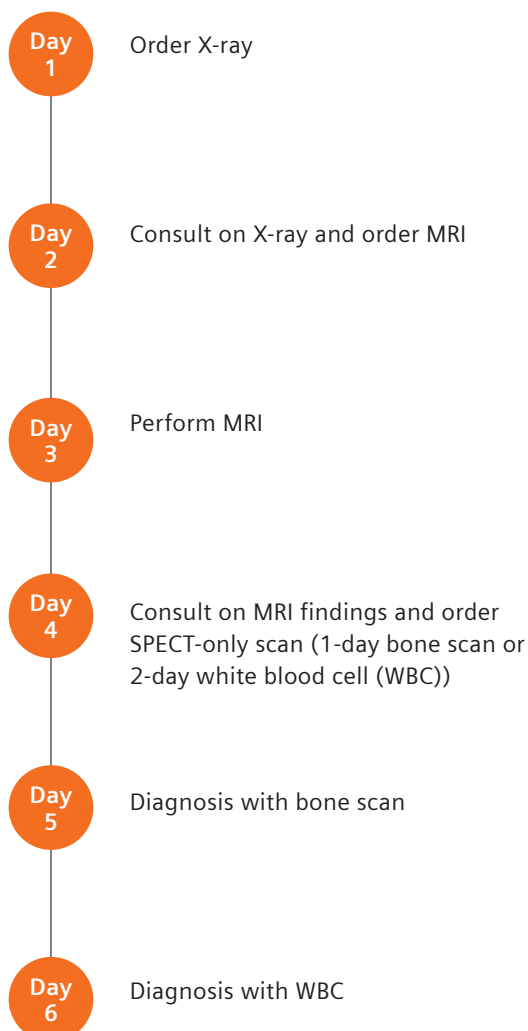 Day
1
Order X-ray
Day
2
Consult on X-ray and order MRI
Day
3
Perform MRI
Day
4
Consult on MRI findings and order
SPECT-only scan (1-day bone scan or
2-day white blood cell (WBC))
Day
5
Diagnosis with bone scan
Day
6
Diagnosis with WBC